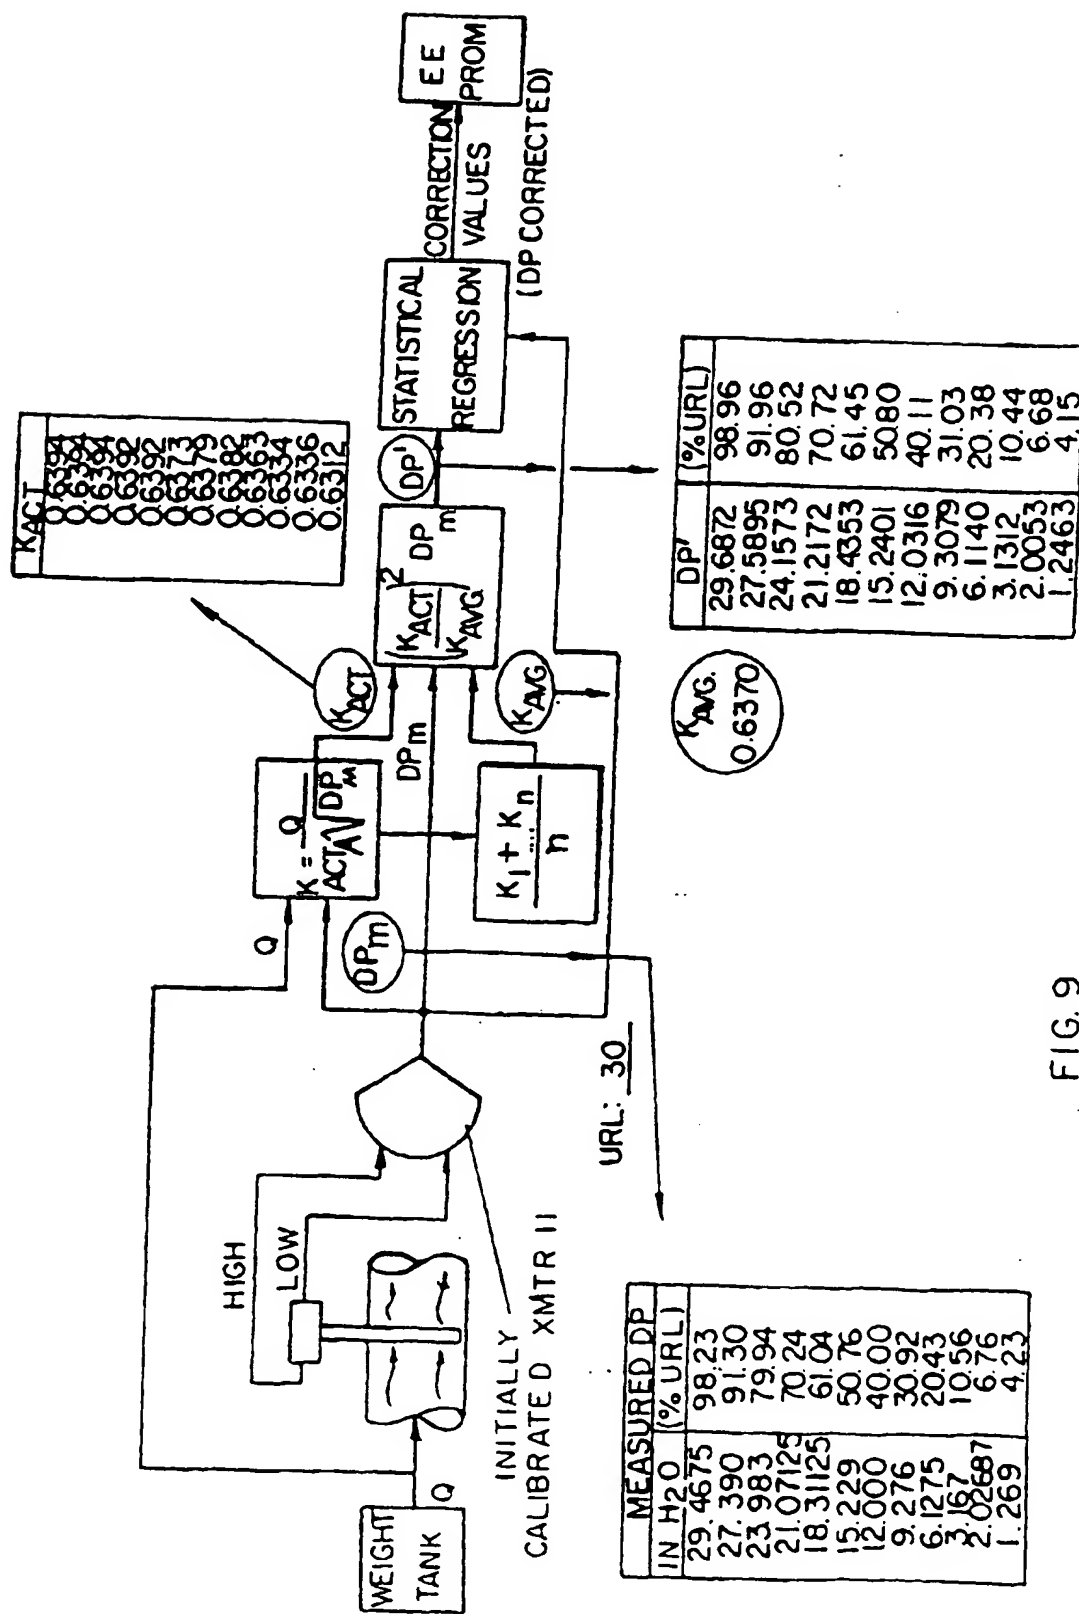 WEIGHT
TANK
Q
HIGH
LOW
INITIALLY
CALIBRATED XMTR 11
Q
K = Q
ACT A√DPM
DPm
DPm
K1 + Kn
....
n
KACT
KAVG
(KACT
KAVG)2 DPm
DP'
STATISTICAL
REGRESSION
CORRECTION
VALUES
(DP CORRECTED)
EE
PROM
KACT
0.6394
0.6394
0.6394
0.6392
0.6392
0.6373
0.6379
0.6382
0.6363
0.6334
0.6336
0.6312
URL: 30
MEASURED DP
IN H2O (% URL)
29.4675 98.23
27.390 91.30
23.983 79.94
21.07125 70.24
18.31125 61.04
15.229 50.76
12.000 40.00
9.276 30.92
6.1275 20.43
3.167 10.56
2.02687 6.76
1.269 4.23
KAVG.
0.6370
DP' (% URL)
29.6872 98.96
27.5895 91.96
24.1573 80.52
21.2172 70.72
18.4353 61.45
15.2401 50.80
12.0316 40.11
9.3079 31.03
6.1140 20.38
3.1312 10.44
2.0053 6.68
1.2463 4.15
FIG. 9